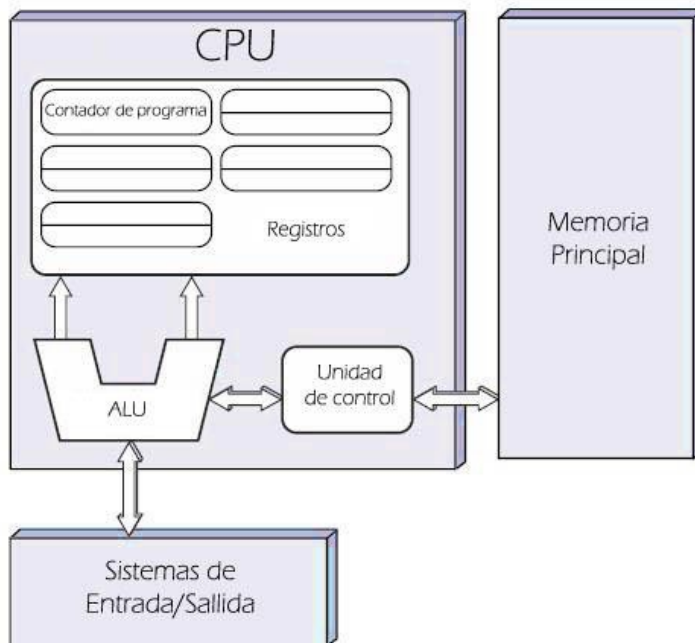 CPU
Contador de programa
Registros
Memoria
Principal
Unidad
de control
ALU
Sistemas de
Entrada/Sallida